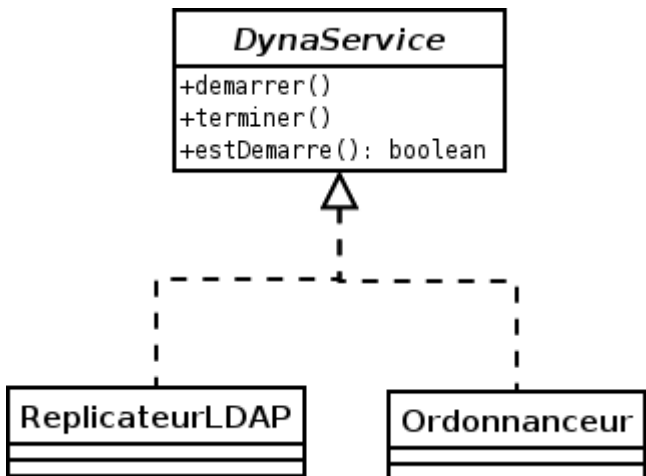 DynaService
+demarrer()
+terminer()
+estDemarre(): boolean
ReplicateurLDAP
Ordonnanceur